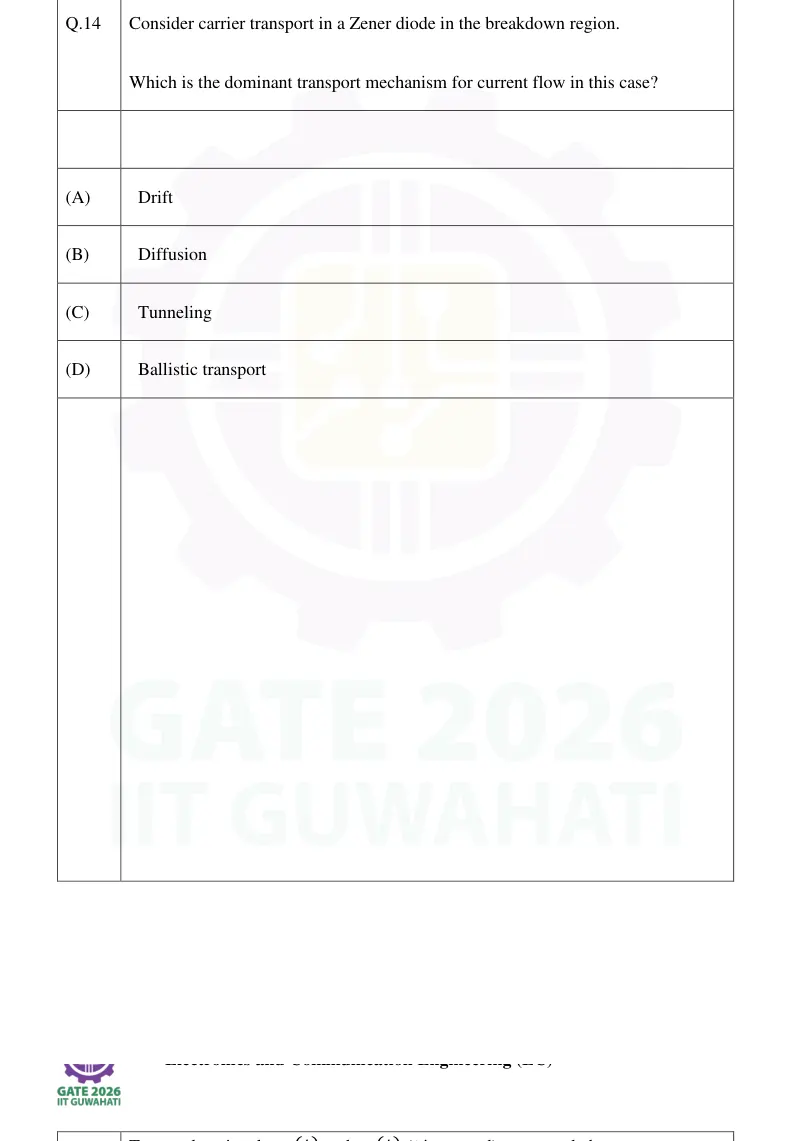 Q.14 Consider carrier transport in a Zener diode in the breakdown region.
Which is the dominant transport mechanism for current flow in this case?
(A) Drift
(B) Diffusion
(C) Tunneling
(D) Ballistic transport
GATE 2026
IIT GUWAHATI
GATE 2026
IIT GUWAHATI